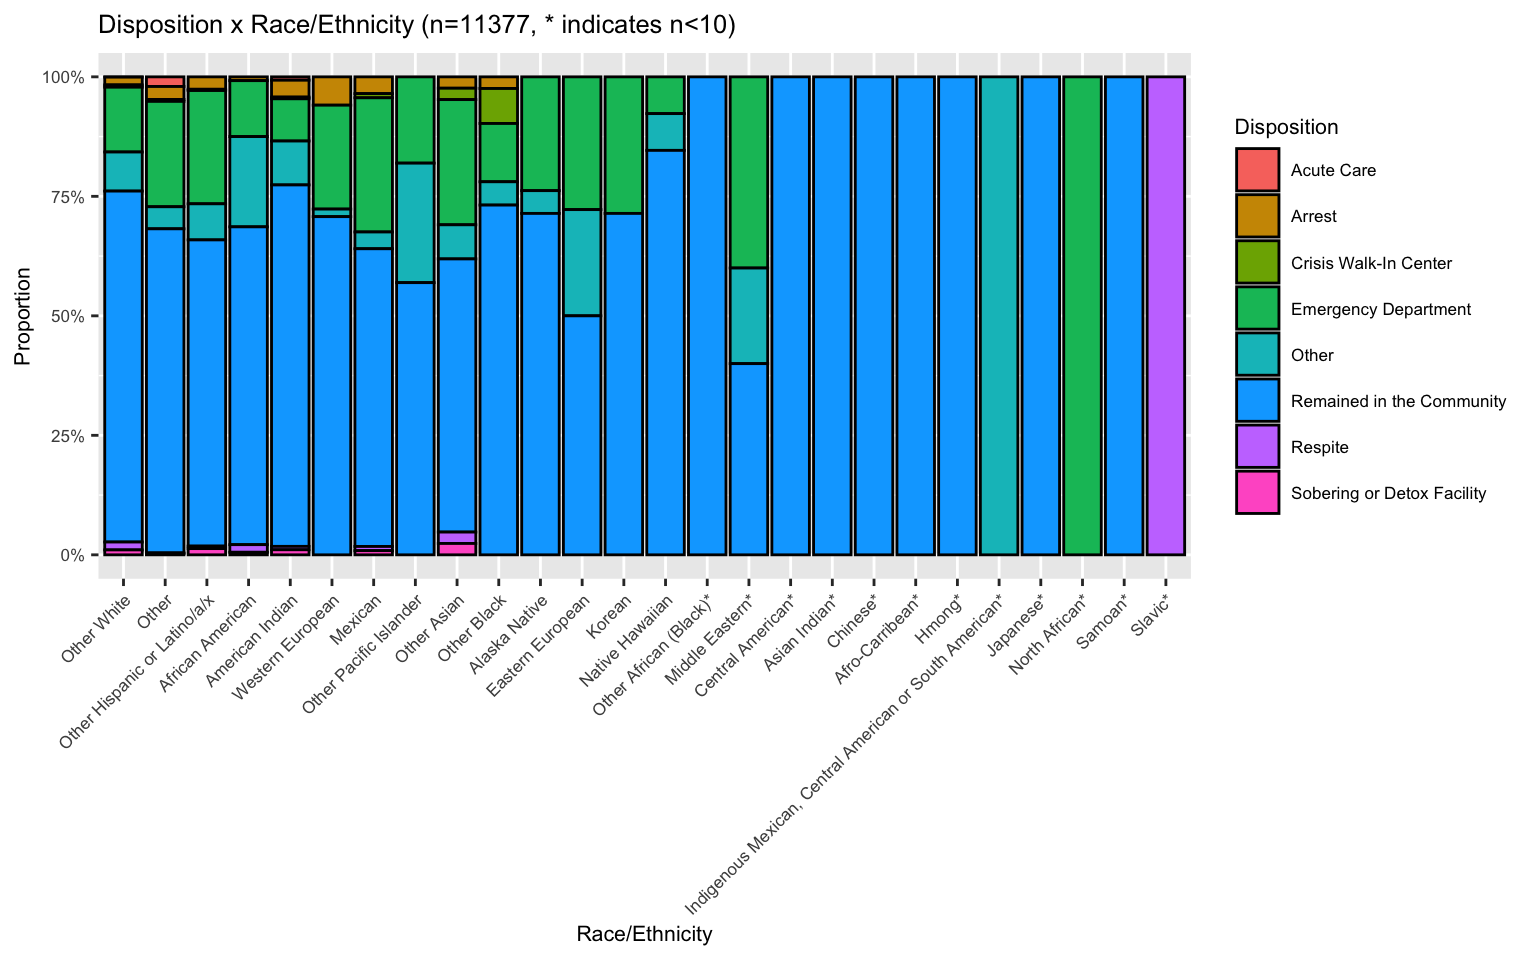 Disposition x Race/Ethnicity (n=11377, * indicates n<10)
100%
75%
50%
25%
0%
Proportion
Other White
Other
Other Hispanic or Latino/a/x
African American
American Indian
Western European
Mexican
Other Pacific Islander
Other Asian
Other Black
Alaska Native
Eastern European
Korean
Native Hawaiian
Other African (Black)*
Middle Eastern*
Central American*
Asian Indian*
Chinese*
Afro-Carribean*
Hmong*
Indigenous Mexican, Central American or South American*
Japanese*
North African*
Samoan*
Slavic*
Race/Ethnicity
Disposition
Acute Care
Arrest
Crisis Walk-In Center
Emergency Department
Other
Remained in the Community
Respite
Sobering or Detox Facility